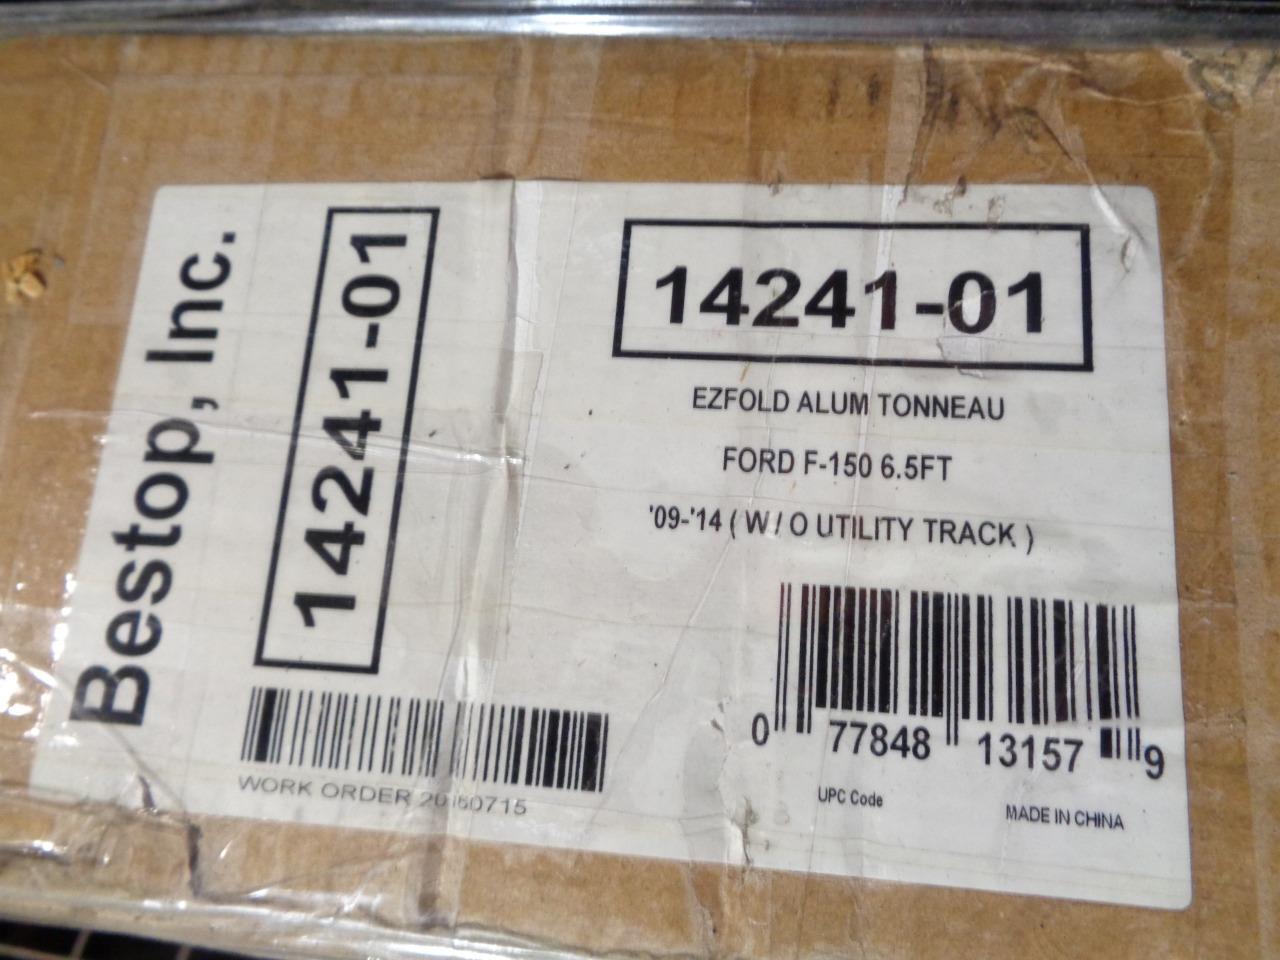 Bestop, Inc.
14241-01
WORK ORDER 20160715
14241-01
EZFOLD ALUM TONNEAU
FORD F-150 6.5FT
'09-'14 ( W / O UTILITY TRACK )
0 77848 13157 9
UPC Code
MADE IN CHINA